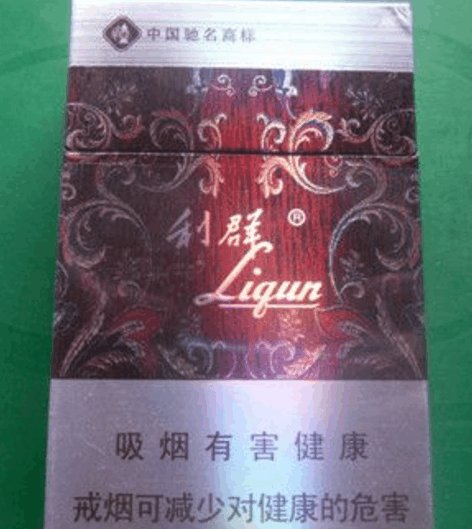 中国驰名商标
利群®
Liqun
吸烟有害健康
戒烟可减少对健康的危害